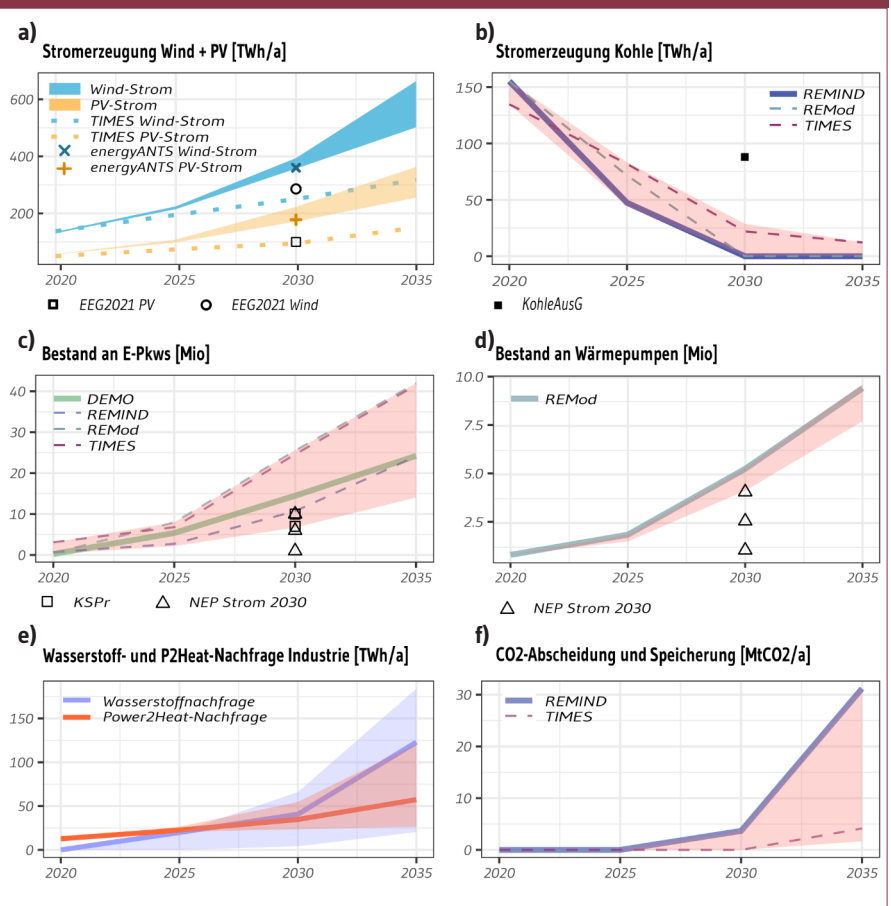 a)
Stromerzeugung Wind + PV [TWh/a]
Wind-Strom
PV-Strom
TIMES Wind-Strom
TIMES PV-Strom
energyANTS Wind-Strom
energyANTS PV-Strom
600
400
200
2020 2025 2030 2035
EEG2021 PV EEG2021 Wind
b)
Stromerzeugung Kohle [TWh/a]
REMIND
REMod
TIMES
150
100
50
0
2020 2025 2030 2035
KohleAusG
c)
Bestand an E-Pkws [Mio]
DEMO
REMIND
REMod
TIMES
40
30
20
10
0
2020 2025 2030 2035
KSPr NEP Strom 2030
d)
Bestand an Wärmepumpen [Mio]
REMod
10.0
7.5
5.0
2.5
2020 2025 2030 2035
NEP Strom 2030
e)
Wasserstoff- und P2Heat-Nachfrage Industrie [TWh/a]
Wasserstoffnachfrage
Power2Heat-Nachfrage
150
100
50
0
2020 2025 2030 2035
f)
CO2-Abscheidung und Speicherung [MtCO2/a]
REMIND
TIMES
30
20
10
0
2020 2025 2030 2035